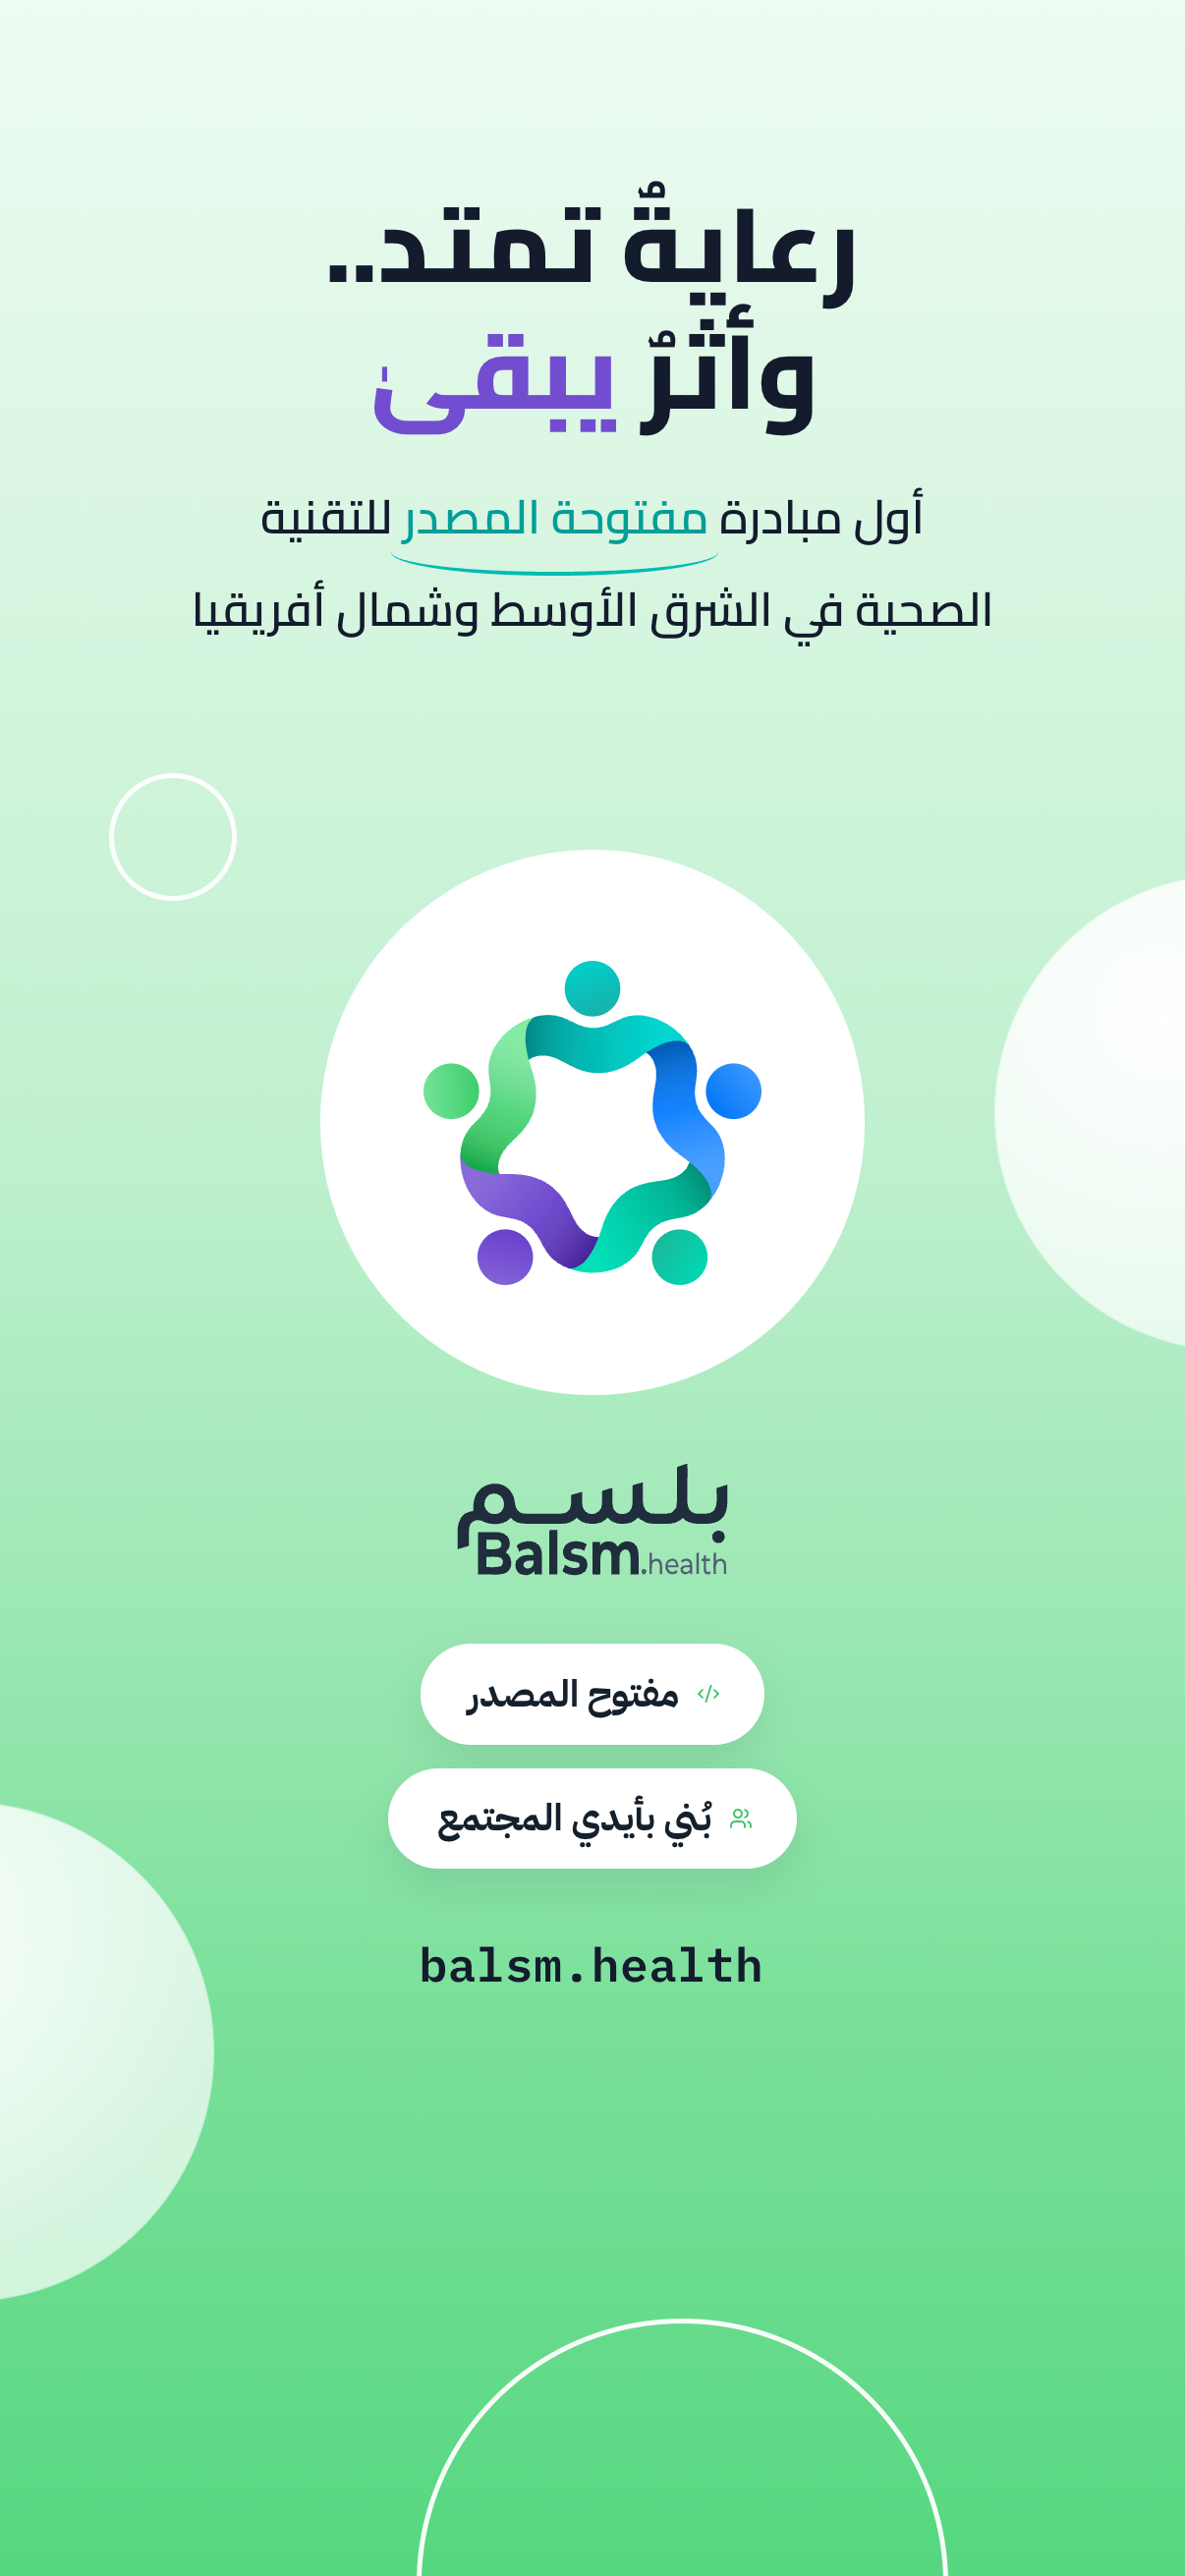 رعايةٌ تمتد..
وأثرٌ يبقىٰ
أول مبادرة مفتوحة المصدر للتقنية
الصحية في الشرق الأوسط وشمال أفريقيا
بلسم
Balsm.health
مفتوح المصدر
بُني بأيدي المجتمع
balsm.health